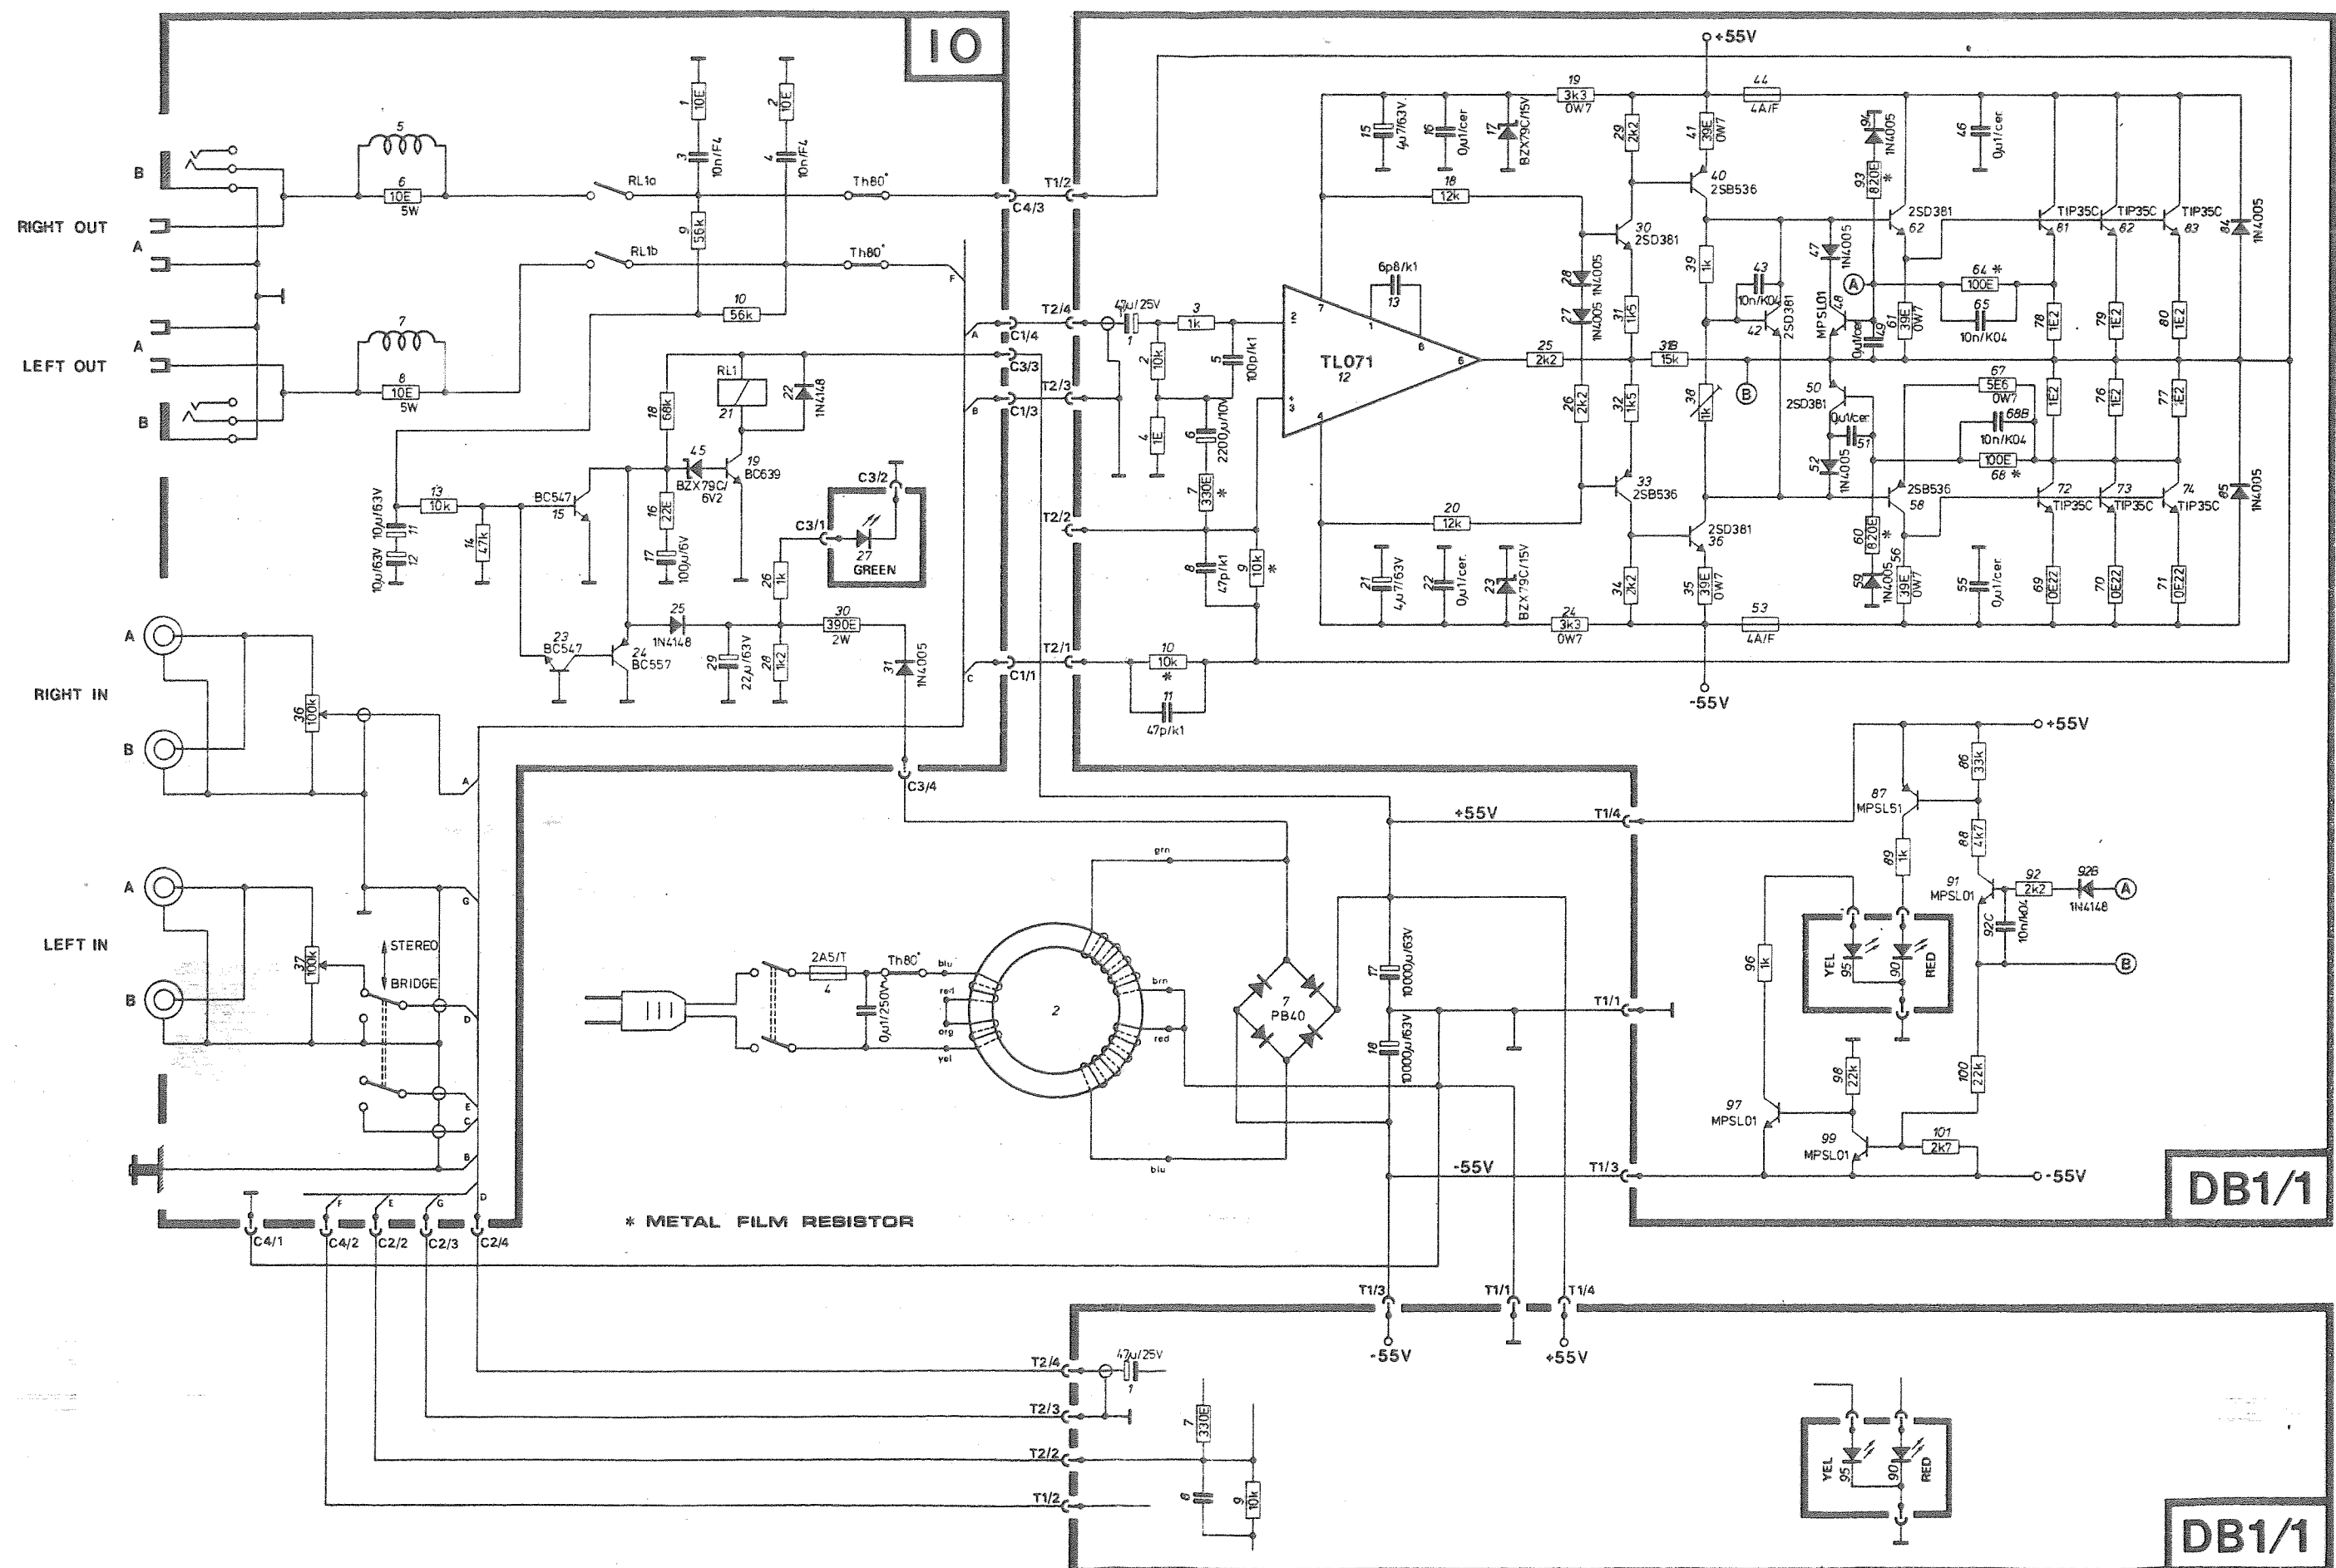 IO
+55V
B
RIGHT OUT
A
LEFT OUT
A
B
5
6
10E
5W
7
8
10E
5W
RL1a
RL1b
1
10E
2
10E
3
10n/F4
4
10n/F4
9
56k
10
56k
Th80°
Th80°
F
C4/3
T1/2
A
C1/4
T2/4
C3/3
B
C1/3
T2/3
T2/2
C
C1/1
T2/1
RL1
21
22
1N4148
18
68k
45
BZX79C/
6V2
19
BC639
BC547
15
16
22E
17
100µ/6V
13
10k
14
47k
10µ/63V
11
10µ/63V
12
C3/2
C3/1
27
GREEN
26
1k
25
1N4148
30
390E
2W
31
1N4005
23
BC547
24
BC557
29
22µ/63V
28
1k2
C3/4
A
RIGHT IN
B
36
100k
A
A
LEFT IN
B
37
100k
STEREO
BRIDGE
G
D
E
C
B
D
F
E
G
C4/1
C4/2
C2/2
C2/3
C2/4
* METAL FILM RESISTOR
2A5/T
4
Th80°
0µ1/250V~
blu
red
org
yel
2
grn
brn
red
blu
7
PB40
17
10000µ/63V
18
10000µ/63V
+55V
T1/4
T1/1
-55V
T1/3
47µ/25V
1
2
10k
3
1k
4
1E
5
100p/k1
6
2200µ/10V
7
330E
*
8
47p/k1
9
10k
*
10
10k
*
11
47p/k1
6p8/k1
13
7
2
1
8
3
4
6
TL071
12
15
4µ7/63V
16
0µ1/cer.
17
BZX79C/15V
18
12k
19
3k3
0W7
20
12k
21
4µ7/63V
22
0µ1/cer.
23
BZX79C/15V
24
3k3
0W7
25
2k2
26
2k2
27
1N4005
28
1N4005
29
2k2
30
2SD381
31
1k5
31B
15k
32
1k5
33
2SB536
34
2k2
35
39E
0W7
2SD381
36
38
1k
39
1k
40
2SB536
41
39E
0W7
42
2SD381
43
10n/K04
44
4A/F
46
0µ1/cer.
47
1N4005
MPSL01
48
0µ1/cer.
49
50
2SD381
0µ1/cer.
51
52
1N4005
53
4A/F
55
0µ1/cer.
56
39E
0W7
2SB536
58
59
1N4005
60
820E
*
61
39E
0W7
2SD381
62
64 *
100E
65
10n/K04
67
5E6
0W7
68B
10n/K04
100E
68 *
69
0E22
70
0E22
71
0E22
72
TIP35C
73
TIP35C
74
TIP35C
1E2
76
1E2
77
1E2
78
1E2
79
1E2
80
1E2
TIP35C
81
TIP35C
82
TIP35C
83
84
1N4005
85
1N4005
93
820E
*
94
1N4005
A
B
-55V
+55V
86
33k
87
MPSL51
88
4k7
89
1k
91
MPSL01
92
2k2
92B
1N4148
A
92C
10n/k04
B
YEL
95
90
RED
96
1k
97
MPSL01
98
22k
99
MPSL01
100
22k
101
2k7
-55V
DB1/1
T1/3
T1/1
T1/4
-55V
+55V
T2/4
47µ/25V
1
T2/3
T2/2
T1/2
7
330E
8
9
10k
YEL
95
90
RED
DB1/1